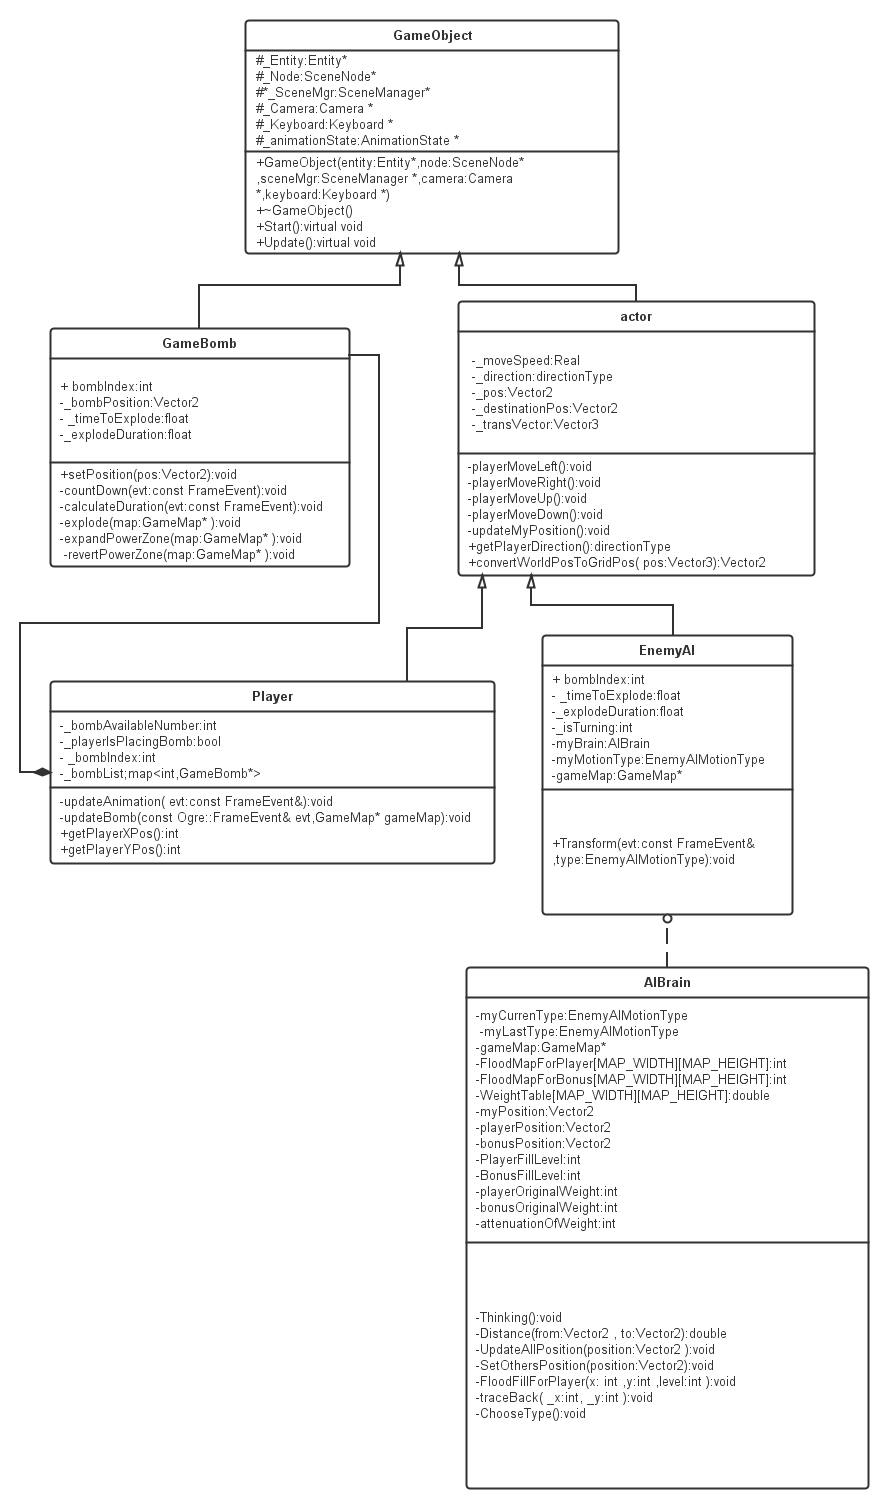 GameObject
#_Entity:Entity*
#_Node:SceneNode*
#*_SceneMgr:SceneManager*
#_Camera:Camera *
#_Keyboard:Keyboard *
#_animationState:AnimationState *
+GameObject(entity:Entity*,node:SceneNode*
,sceneMgr:SceneManager *,camera:Camera
*,keyboard:Keyboard *)
+~GameObject()
+Start():virtual void
+Update():virtual void
GameBomb
+ bombIndex:int
-_bombPosition:Vector2
- _timeToExplode:float
-_explodeDuration:float
+setPosition(pos:Vector2):void
-countDown(evt:const FrameEvent):void
-calculateDuration(evt:const FrameEvent):void
-explode(map:GameMap* ):void
-expandPowerZone(map:GameMap* ):void
-revertPowerZone(map:GameMap* ):void
actor
-_moveSpeed:Real
-_direction:directionType
-_pos:Vector2
-_destinationPos:Vector2
-_transVector:Vector3
-playerMoveLeft():void
-playerMoveRight():void
-playerMoveUp():void
-playerMoveDown():void
-updateMyPosition():void
+getPlayerDirection():directionType
+convertWorldPosToGridPos( pos:Vector3):Vector2
Player
-_bombAvailableNumber:int
-_playerIsPlacingBomb:bool
- _bombIndex:int
-_bombList;map<int,GameBomb*>
-updateAnimation( evt:const FrameEvent&):void
-updateBomb(const Ogre::FrameEvent& evt,GameMap* gameMap):void
+getPlayerXPos():int
+getPlayerYPos():int
EnemyAI
+ bombIndex:int
- _timeToExplode:float
-_explodeDuration:float
-_isTurning:int
-myBrain:AIBrain
-myMotionType:EnemyAIMotionType
-gameMap:GameMap*
+Transform(evt:const FrameEvent&
,type:EnemyAIMotionType):void
AIBrain
-myCurrenType:EnemyAIMotionType
-myLastType:EnemyAIMotionType
-gameMap:GameMap*
-FloodMapForPlayer[MAP_WIDTH][MAP_HEIGHT]:int
-FloodMapForBonus[MAP_WIDTH][MAP_HEIGHT]:int
-WeightTable[MAP_WIDTH][MAP_HEIGHT]:double
-myPosition:Vector2
-playerPosition:Vector2
-bonusPosition:Vector2
-PlayerFillLevel:int
-BonusFillLevel:int
-playerOriginalWeight:int
-bonusOriginalWeight:int
-attenuationOfWeight:int
-Thinking():void
-Distance(from:Vector2 , to:Vector2):double
-UpdateAllPosition(position:Vector2 ):void
-SetOthersPosition(position:Vector2):void
-FloodFillForPlayer(x: int ,y:int ,level:int ):void
-traceBack( _x:int, _y:int ):void
-ChooseType():void